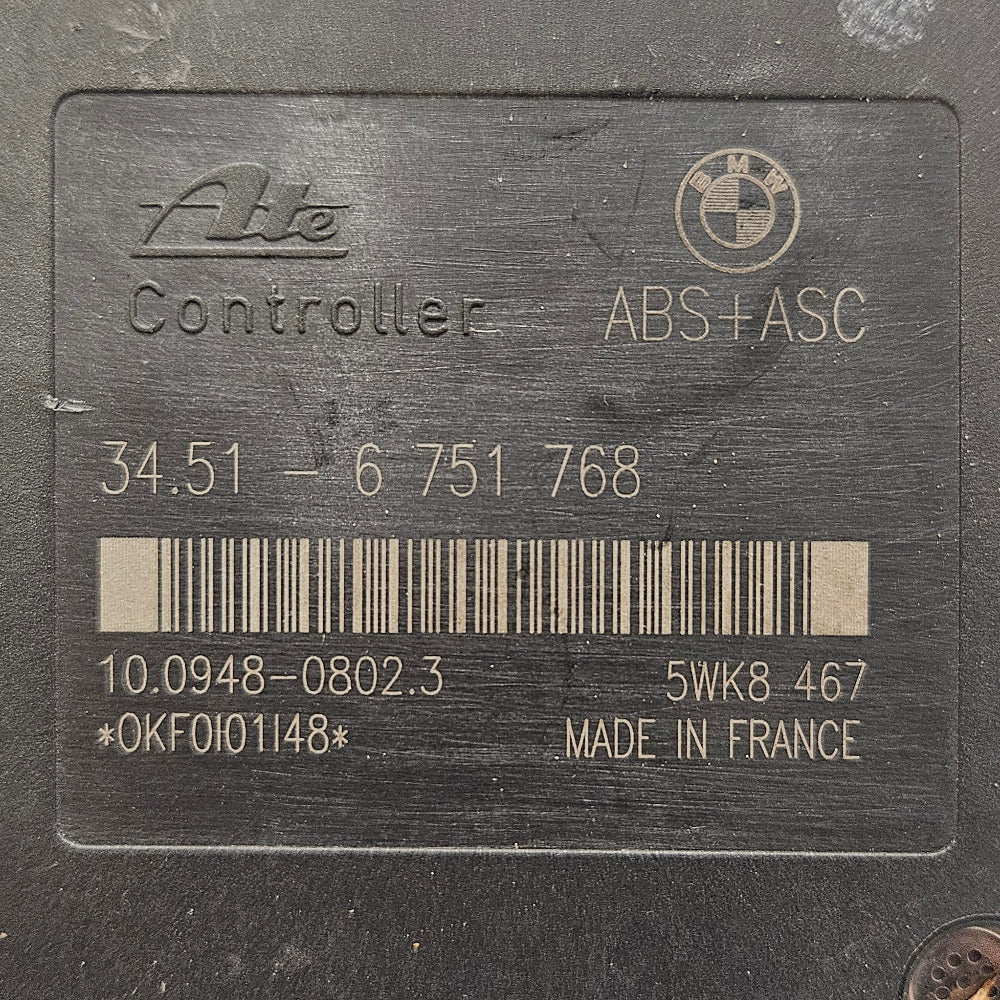 Ate
BMW
Controller
ABS+ASC
34.51 - 6 751 768
10.0948-0802.3
5WK8 467
*0KF0I01I48*
MADE IN FRANCE